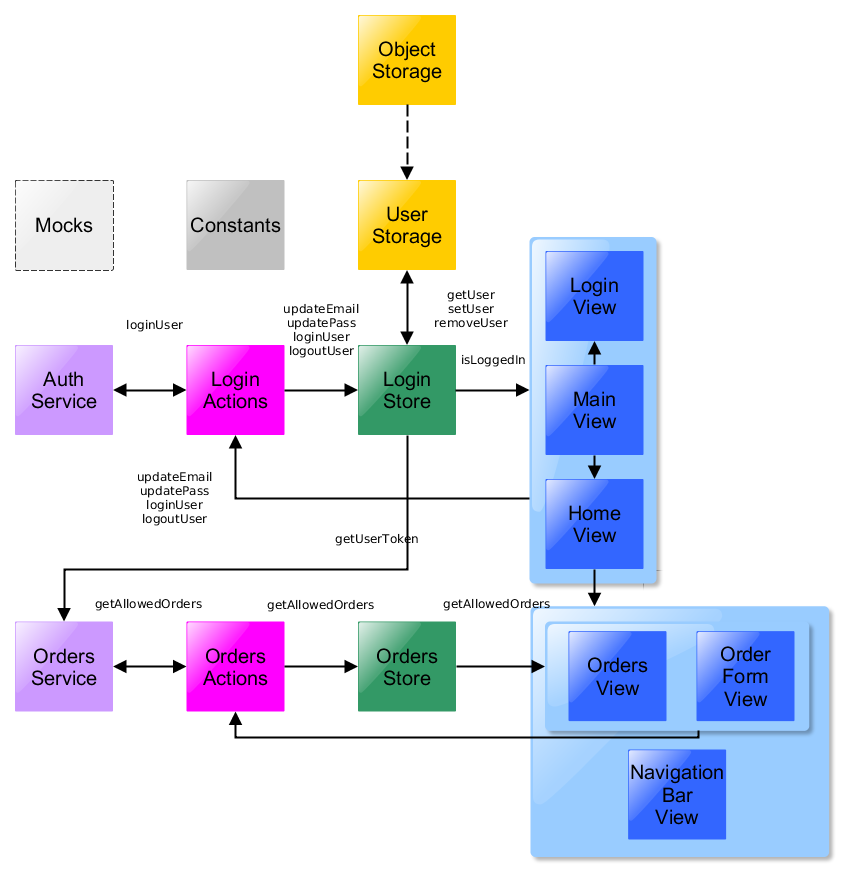 Object
Storage
Mocks
Constants
User
Storage
getUser
setUser
removeUser
updateEmail
updatePass
loginUser
logoutUser
loginUser
isLoggedIn
Login
View
Auth
Service
Login
Actions
Login
Store
Main
View
updateEmail
updatePass
loginUser
logoutUser
Home
View
getUserToken
getAllowedOrders
getAllowedOrders
getAllowedOrders
Orders
Service
Orders
Actions
Orders
Store
Orders
View
Order
Form
View
Navigation
Bar
View